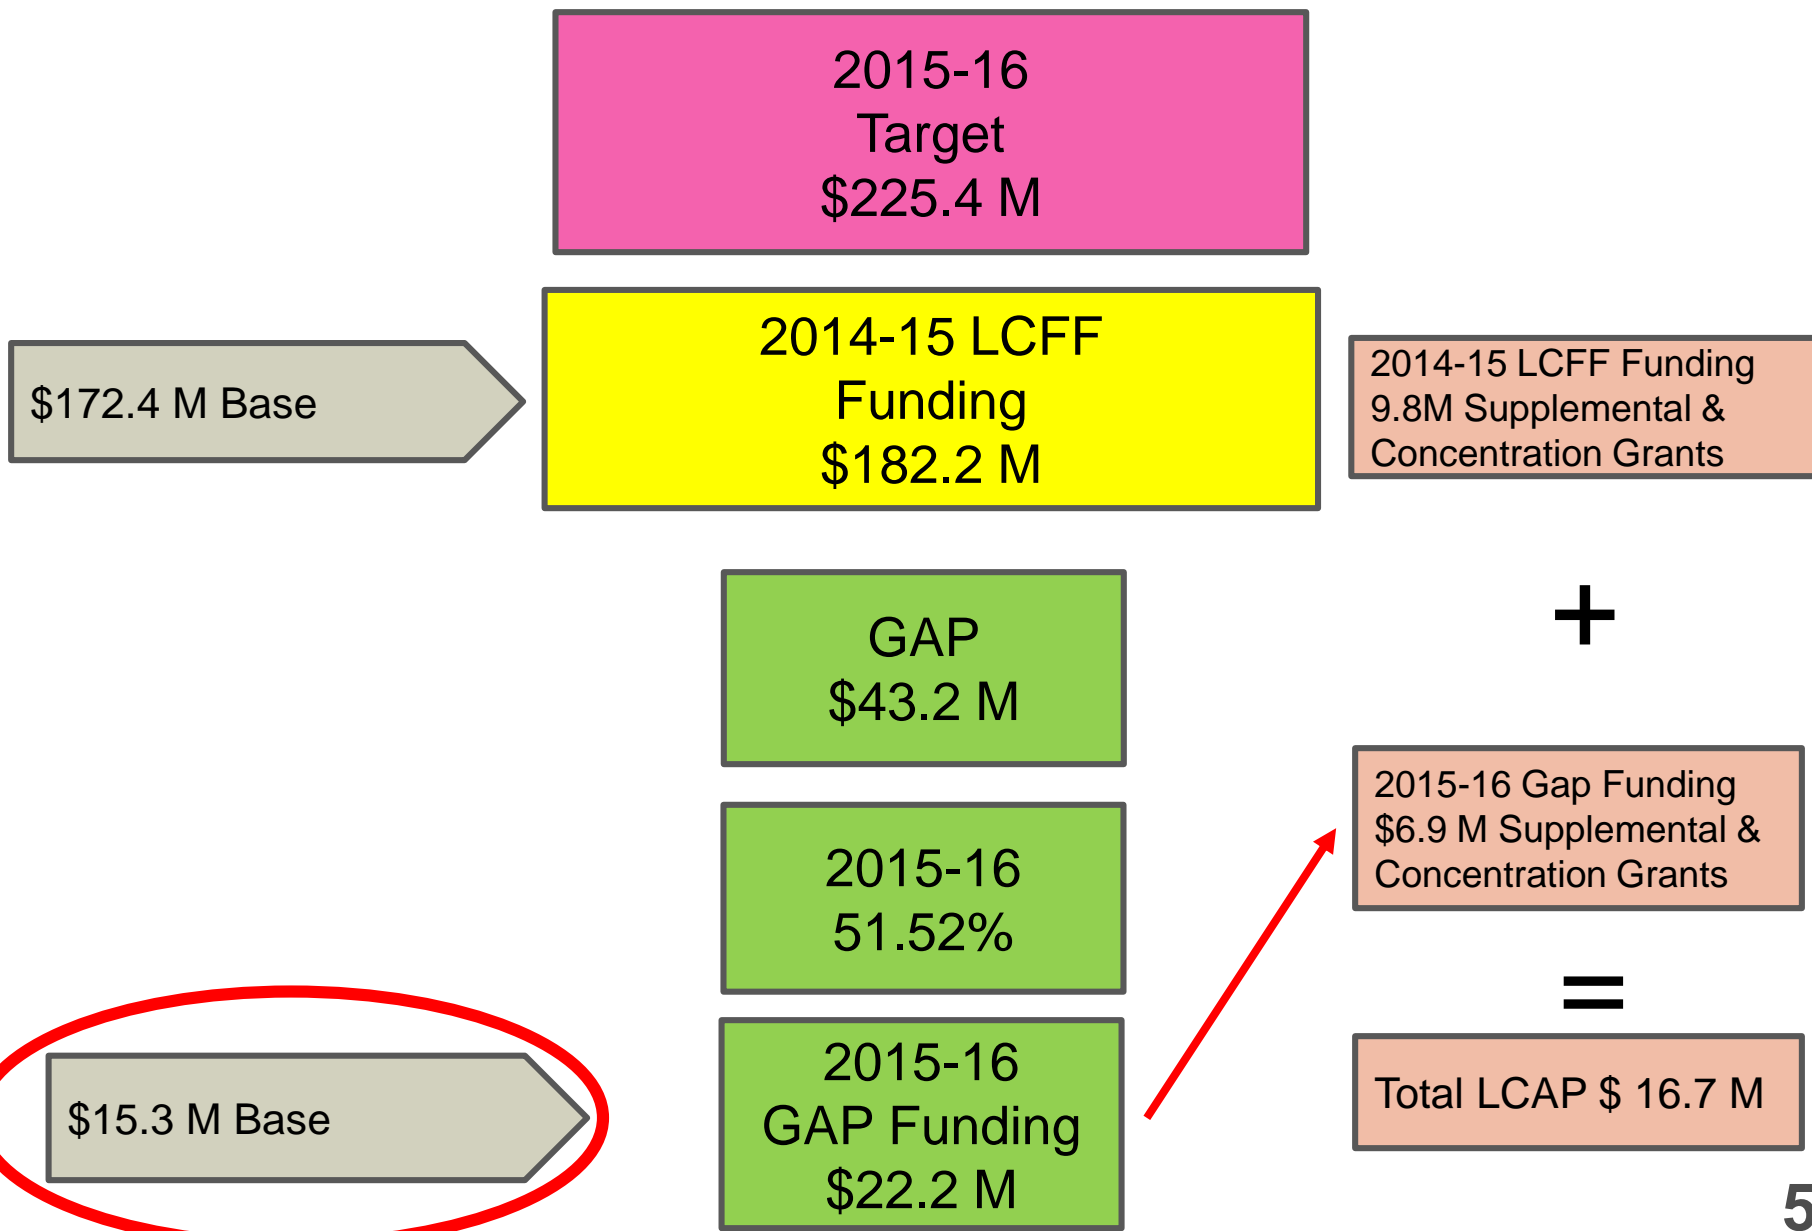 2015-16
Target
$225.4 M
$172.4 M Base
2014-15 LCFF
Funding
$182.2 M
2014-15 LCFF Funding
9.8M Supplemental &
Concentration Grants
+
GAP
$43.2 M
2015-16
51.52%
2015-16 Gap Funding
$6.9 M Supplemental &
Concentration Grants
=
$15.3 M Base
2015-16
GAP Funding
$22.2 M
Total LCAP $ 16.7 M
5